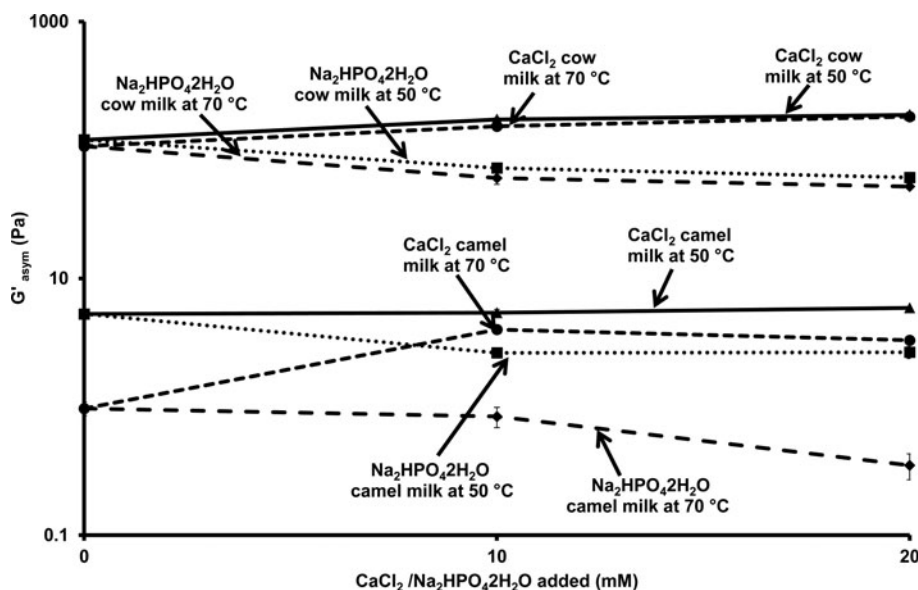 1000
10
0.1
G' asym (Pa)
0
10
20
CaCl₂ /Na₂HPO₄2H₂O added (mM)
Na₂HPO₄2H₂O
cow milk at 70 °C
Na₂HPO₄2H₂O
cow milk at 50 °C
CaCl₂ cow
milk at 70 °C
CaCl₂ cow
milk at 50 °C
CaCl₂ camel
milk at 70 °C
CaCl₂ camel
milk at 50 °C
Na₂HPO₄2H₂O
camel milk at 50 °C
Na₂HPO₄2H₂O
camel milk at 70 °C